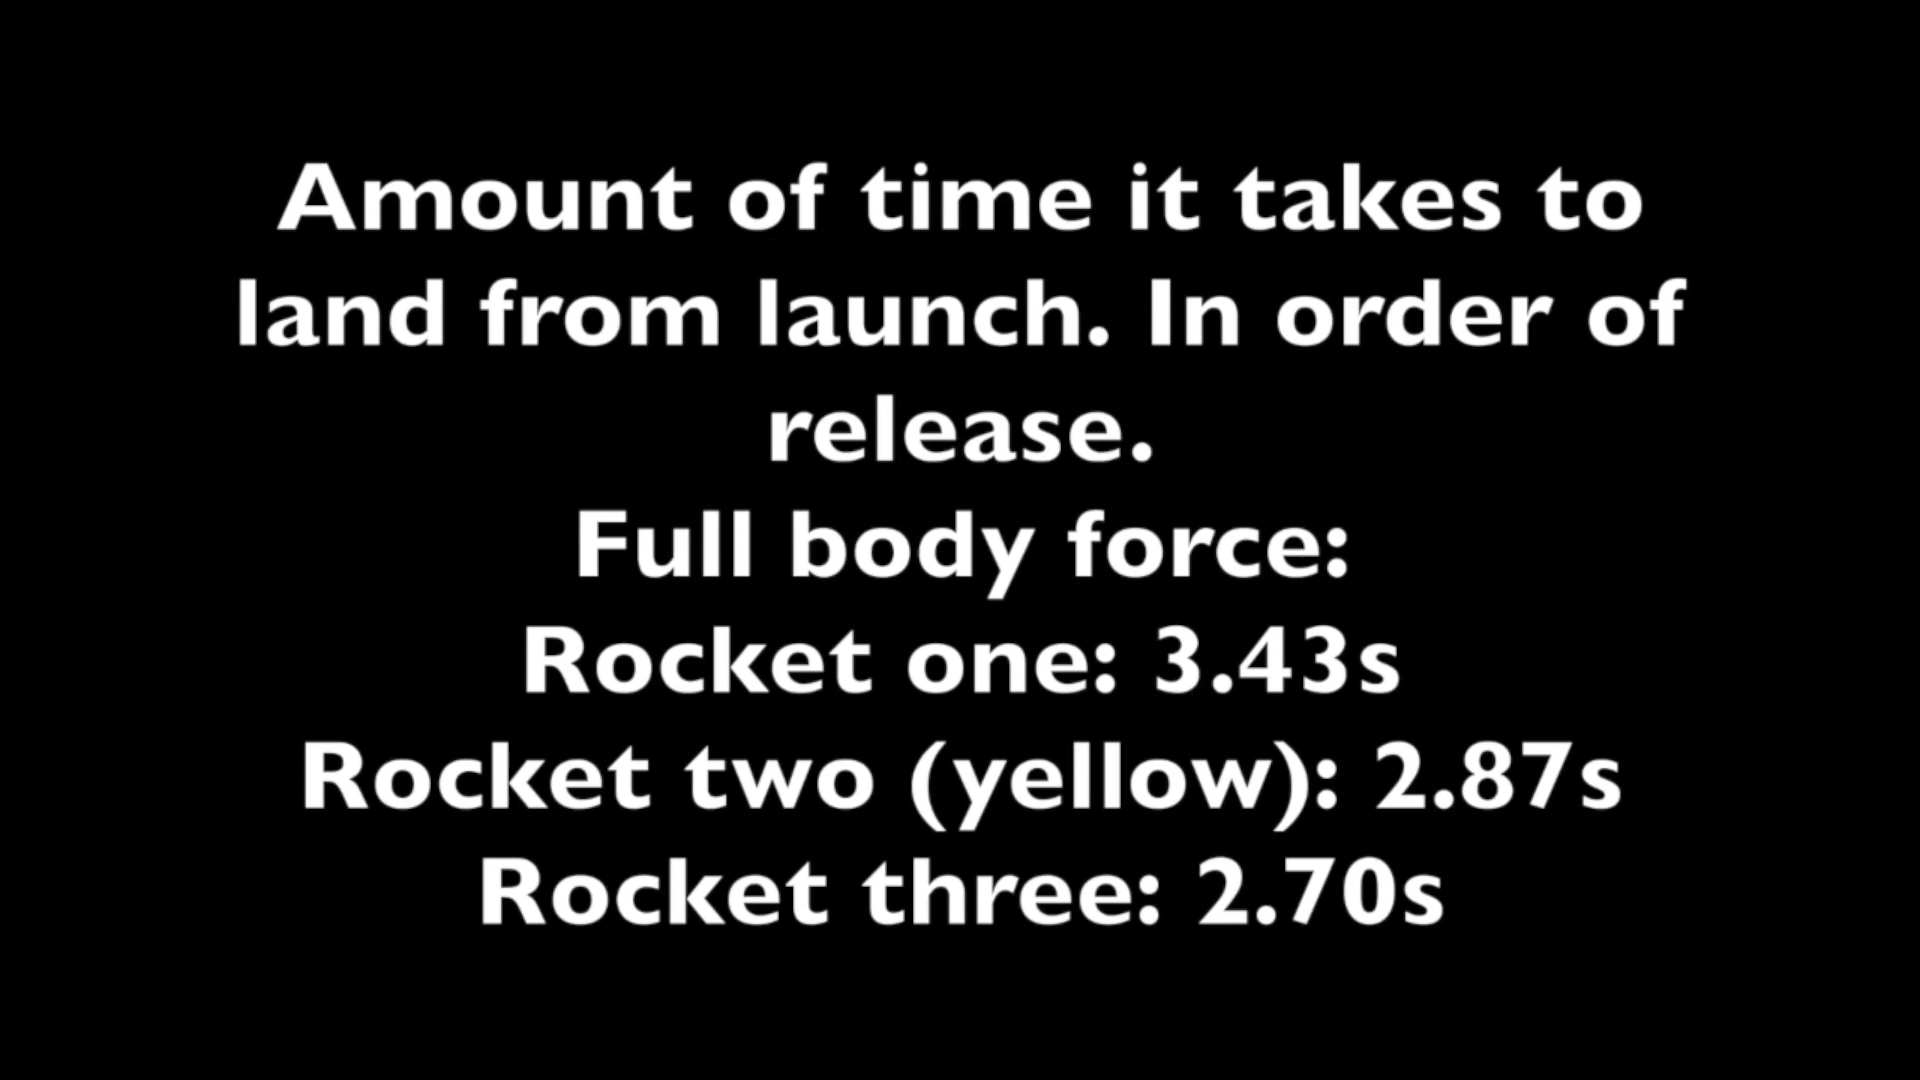 Amount of time it takes to
land from launch. In order of
release.
Full body force:
Rocket one: 3.43s
Rocket two (yellow): 2.87s
Rocket three: 2.70s